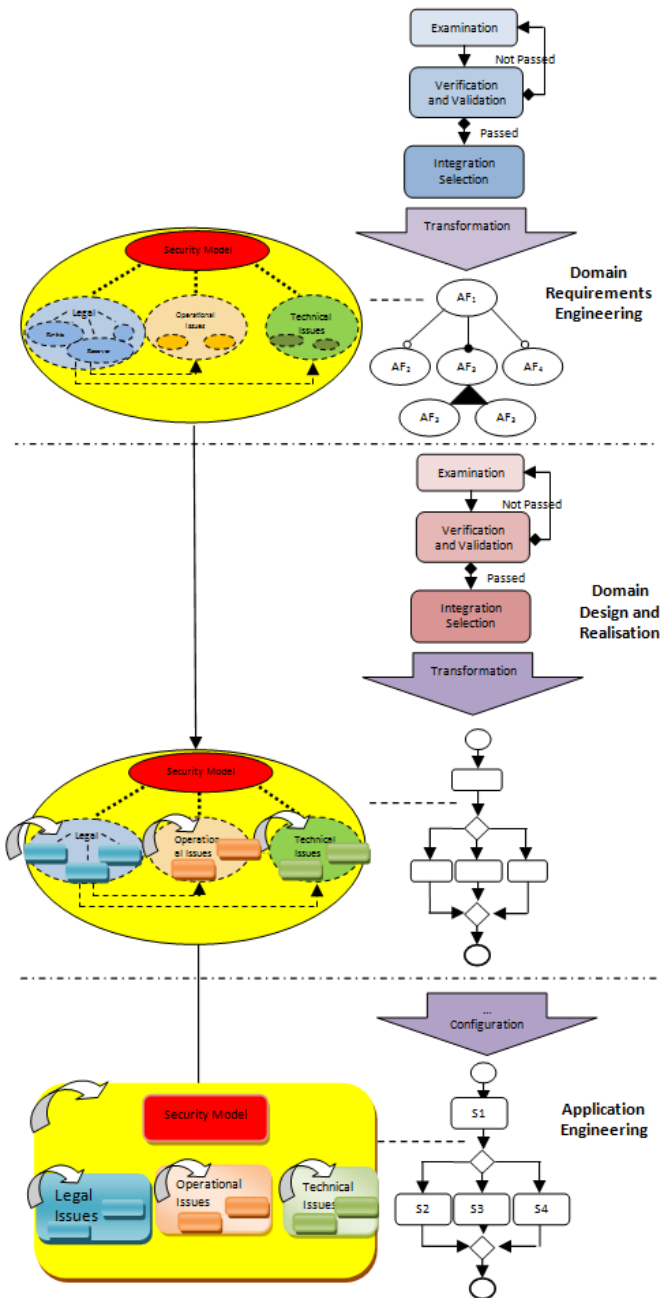 Examination
Not Passed
Verification
and Validation
Passed
Integration
Selection
Transformation
Security Model
Domain
Requirements
Engineering
Legal
Operational
Issues
Technical
Issues
AF₁
AF₂
AF₃
AF₄
AF₃
AF₃
Examination
Not Passed
Verification
and Validation
Passed
Integration
Selection
Domain
Design and
Realisation
Transformation
Security Model
Legal
Operation
al Issues
Technical
Issues
...
Configuration
Security Model
S1
Application
Engineering
Legal
Issues
Operational
Issues
Technical
Issues
S2
S3
S4